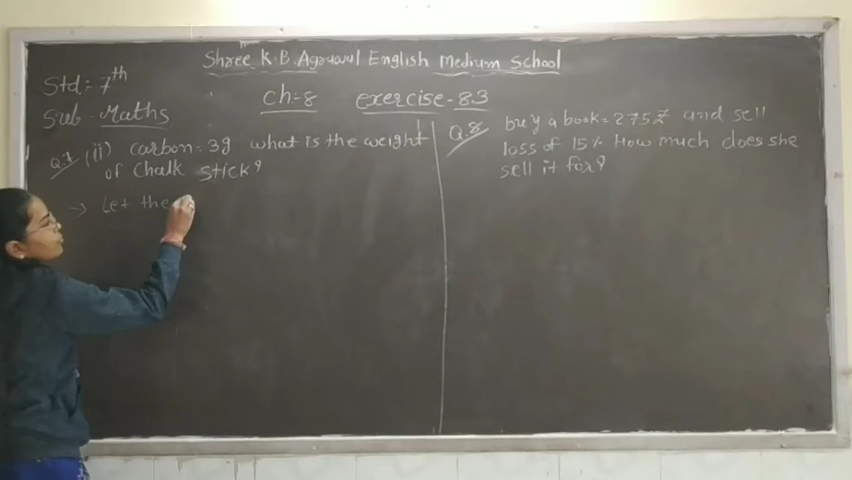 Shree K.B.Agrawal English Medium School
Std:- 7th
Sub- Maths
ch:-8 exercise-8.3
Q.7 (ii) carbon = 3g what is the weight
of Chalk stick?
→ Let the
Q.8 buy a book = 275 ₹ and sell
loss of 15% How much does she
sell it for?